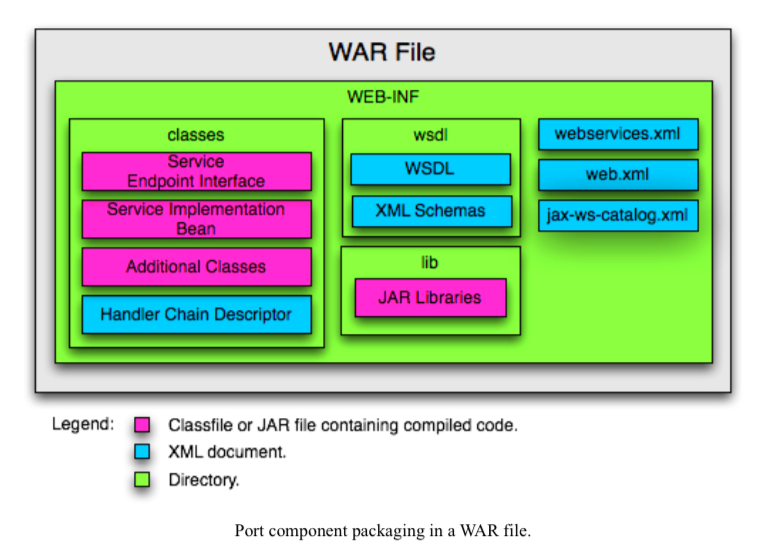 WAR File
WEB-INF
classes
Service
Endpoint Interface
Service Implementation
Bean
Additional Classes
Handler Chain Descriptor
wsdl
WSDL
XML Schemas
lib
JAR Libraries
webservices.xml
web.xml
jax-ws-catalog.xml
Legend:
Classfile or JAR file containing compiled code.
XML document.
Directory.
Port component packaging in a WAR file.